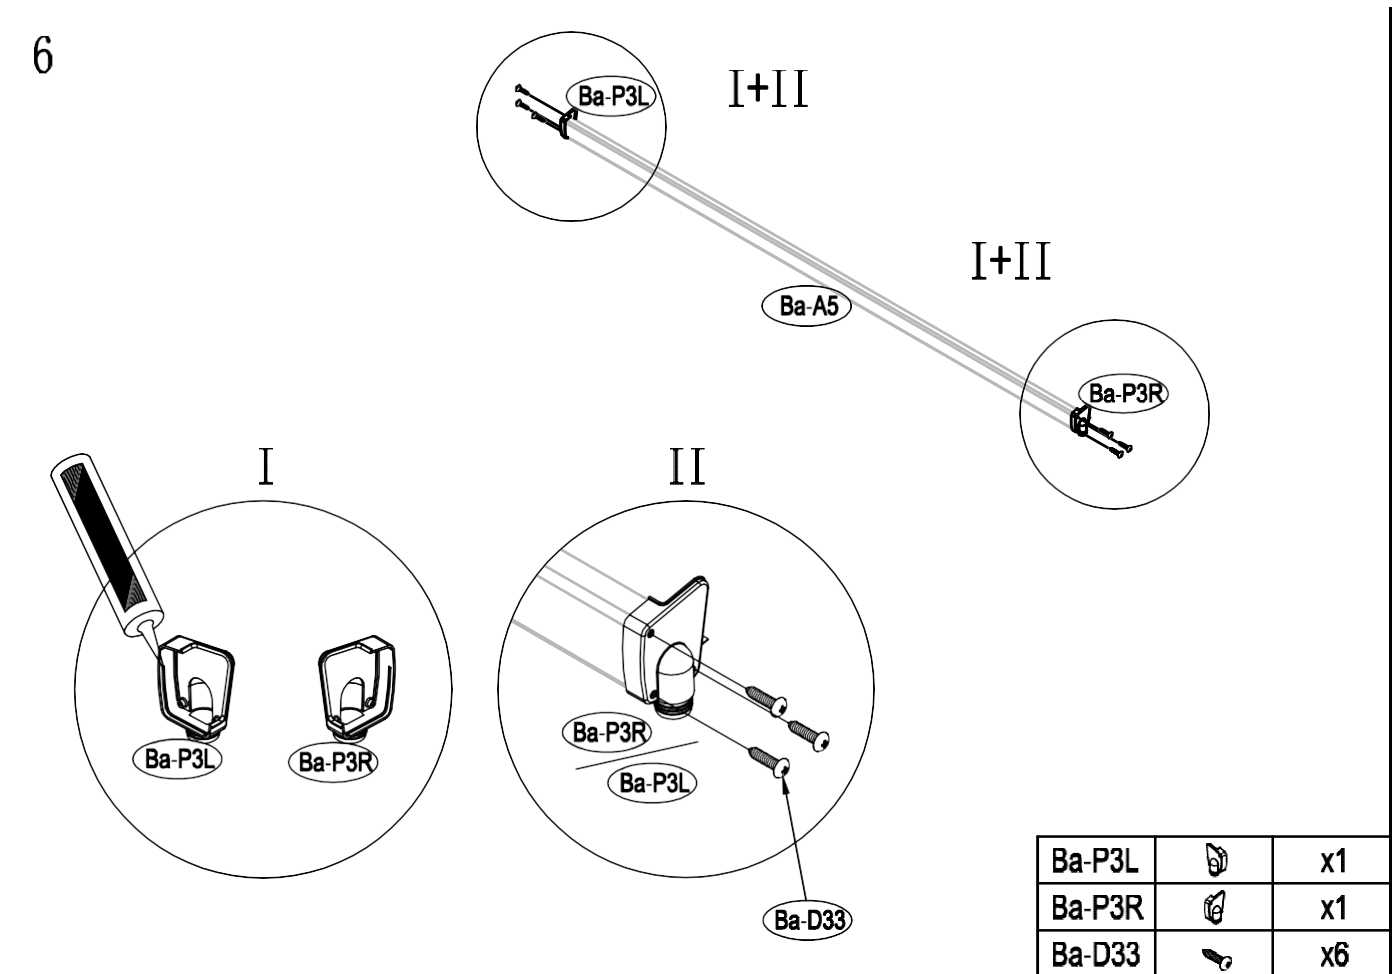 6
Ba-P3L
I+II
I+II
Ba-A5
Ba-P3R
I
II
Ba-P3L
Ba-P3R
Ba-P3R
Ba-P3L
Ba-D33
Ba-P3L x1
Ba-P3R x1
Ba-D33 x6